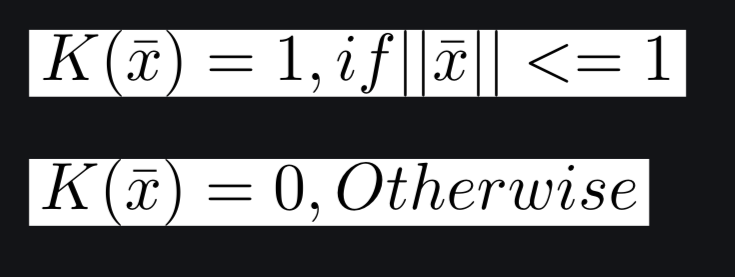 K(x̄) = 1, if||x̄|| <= 1
K(x̄) = 0, Otherwise